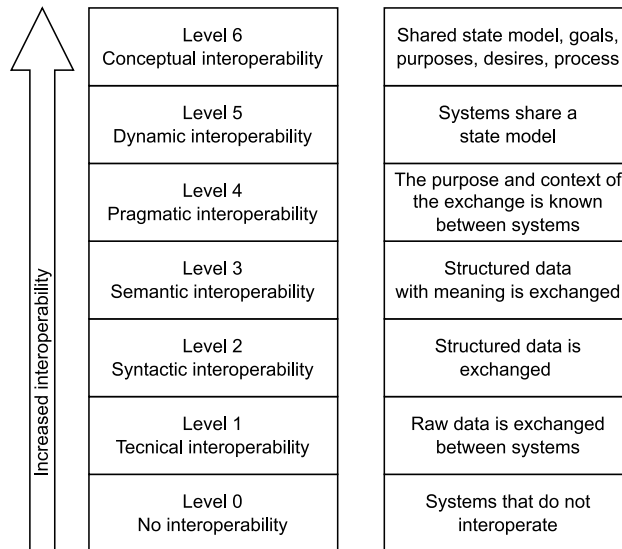 Increased interoperability
Level 6
Conceptual interoperability
Shared state model, goals,
purposes, desires, process
Level 5
Dynamic interoperability
Systems share a
state model
Level 4
Pragmatic interoperability
The purpose and context of
the exchange is known
between systems
Level 3
Semantic interoperability
Structured data
with meaning is exchanged
Level 2
Syntactic interoperability
Structured data is
exchanged
Level 1
Tecnical interoperability
Raw data is exchanged
between systems
Level 0
No interoperability
Systems that do not
interoperate